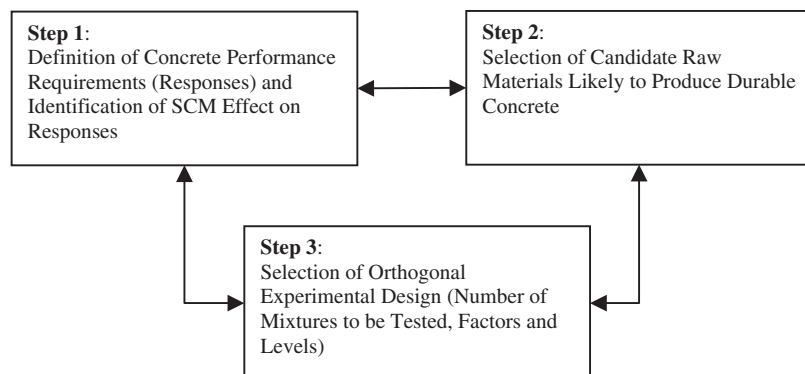 Step 1:
Definition of Concrete Performance
Requirements (Responses) and
Identification of SCM Effect on
Responses
Step 2:
Selection of Candidate Raw
Materials Likely to Produce Durable
Concrete
Step 3:
Selection of Orthogonal
Experimental Design (Number of
Mixtures to be Tested, Factors and
Levels)